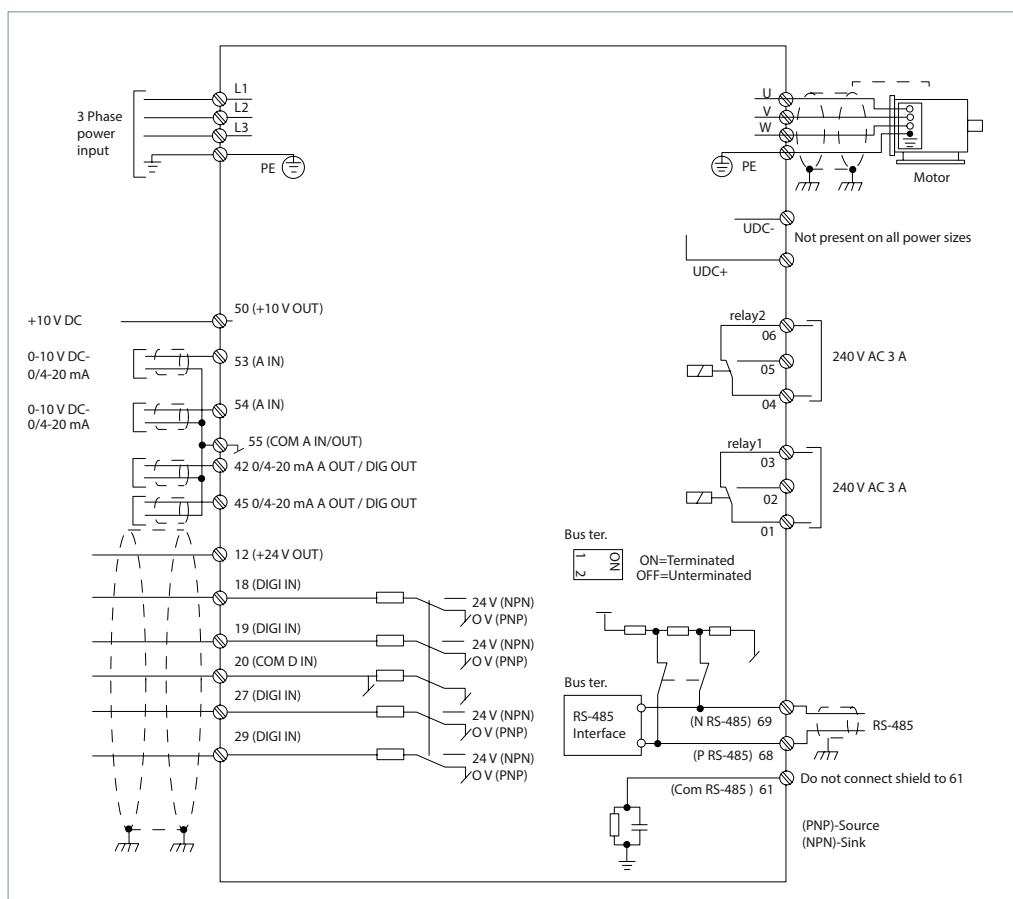 3 Phase
power
input
L1
L2
L3
PE
+10 V DC
50 (+10 V OUT)
0-10 V DC-
0/4-20 mA
53 (A IN)
0-10 V DC-
0/4-20 mA
54 (A IN)
55 (COM A IN/OUT)
42 0/4-20 mA A OUT / DIG OUT
45 0/4-20 mA A OUT / DIG OUT
12 (+24 V OUT)
18 (DIGI IN)
24 V (NPN)
O V (PNP)
19 (DIGI IN)
24 V (NPN)
O V (PNP)
20 (COM D IN)
27 (DIGI IN)
24 V (NPN)
O V (PNP)
29 (DIGI IN)
24 V (NPN)
O V (PNP)
U
V
W
PE
Motor
UDC-
Not present on all power sizes
UDC+
relay2
06
05
04
240 V AC 3 A
relay1
03
02
01
240 V AC 3 A
Bus ter.
1
2
ON
ON=Terminated
OFF=Unterminated
Bus ter.
RS-485
Interface
(N RS-485) 69
RS-485
(P RS-485) 68
(Com RS-485 ) 61
Do not connect shield to 61
(PNP)-Source
(NPN)-Sink